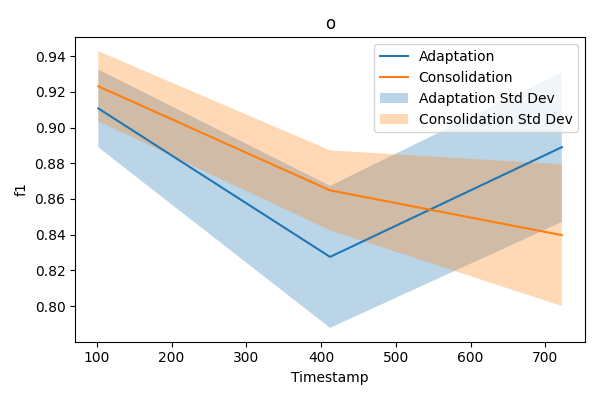 o
f1
0.94
0.92
0.90
0.88
0.86
0.84
0.82
0.80
Adaptation
Consolidation
Adaptation Std Dev
Consolidation Std Dev
100 200 300 400 500 600 700
Timestamp